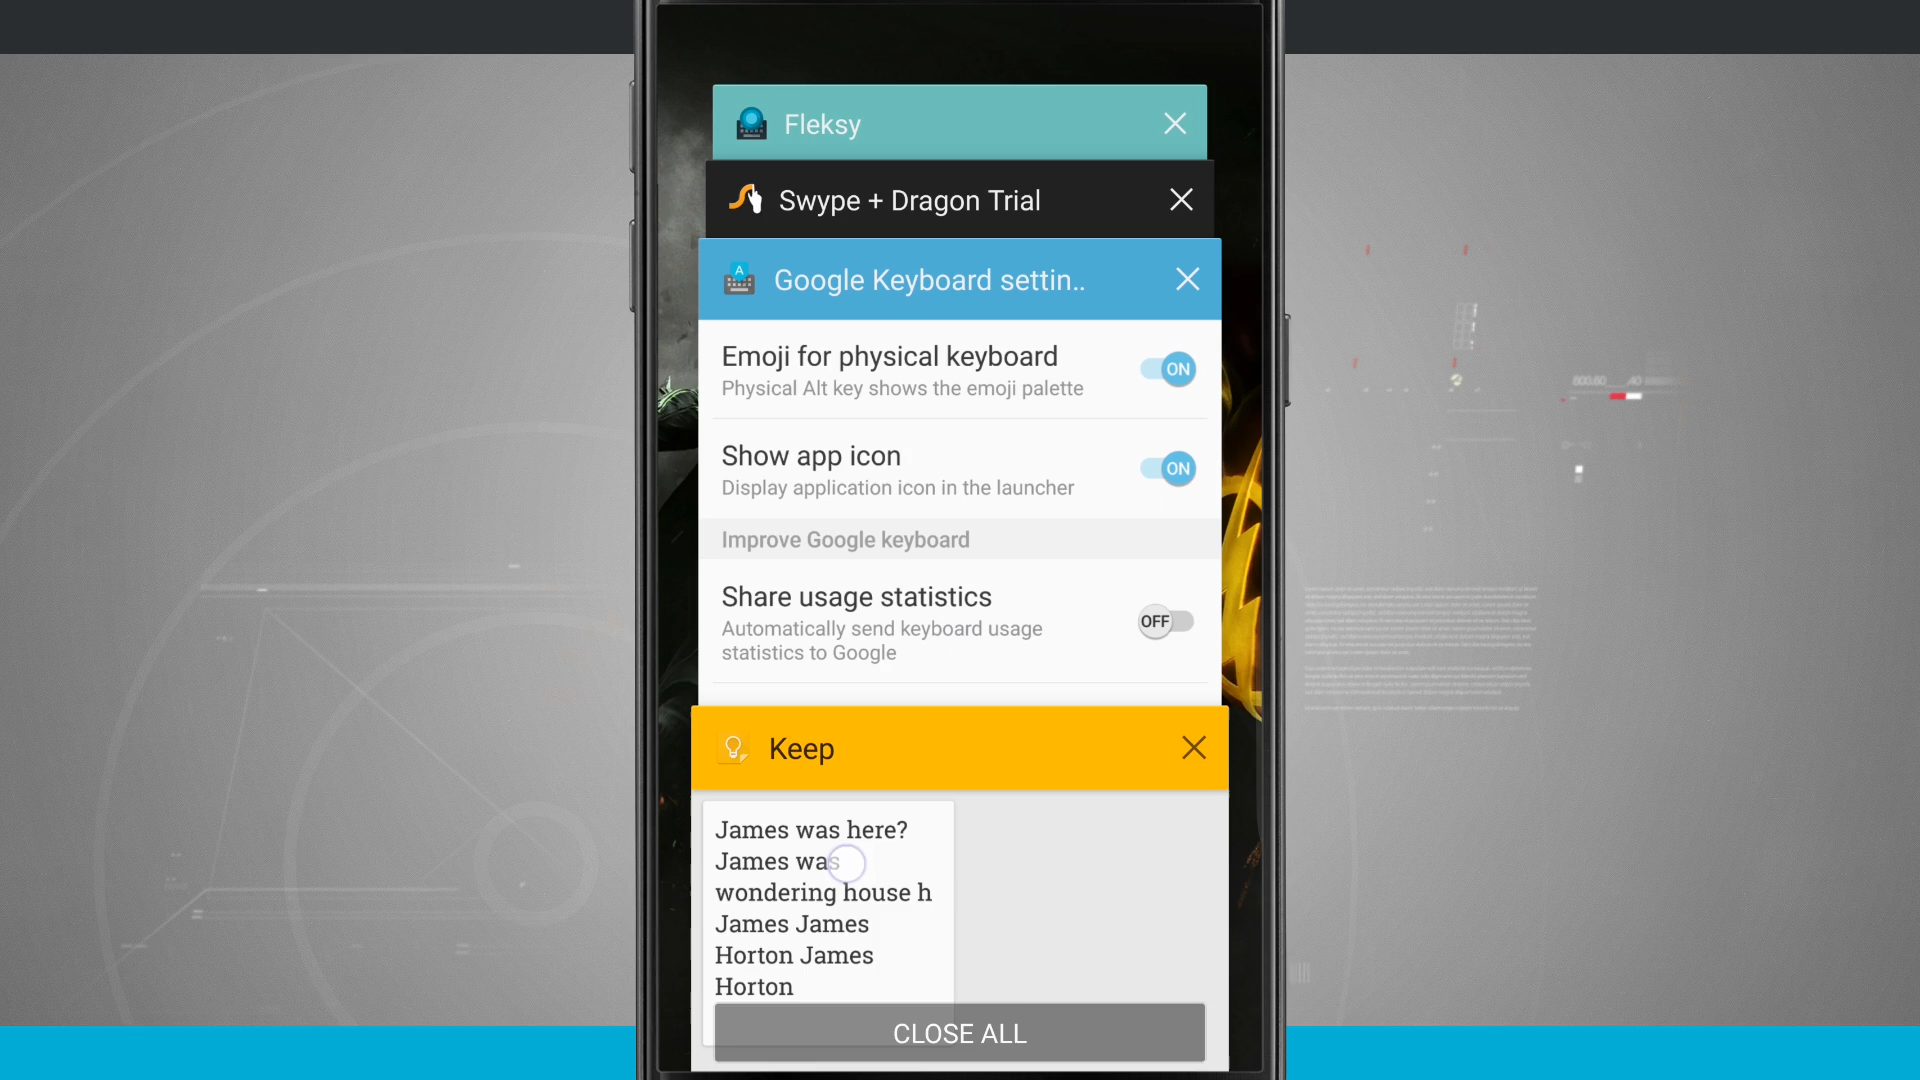 Fleksy
Swype + Dragon Trial
A
Google Keyboard settin..
Emoji for physical keyboard
ON
Physical Alt key shows the emoji palette
Show app icon
ON
Display application icon in the launcher
Improve Google keyboard
Share usage statistics
OFF
Automatically send keyboard usage
statistics to Google
Keep
James was here?
James was
wondering house h
James James
Horton James
Horton
CLOSE ALL